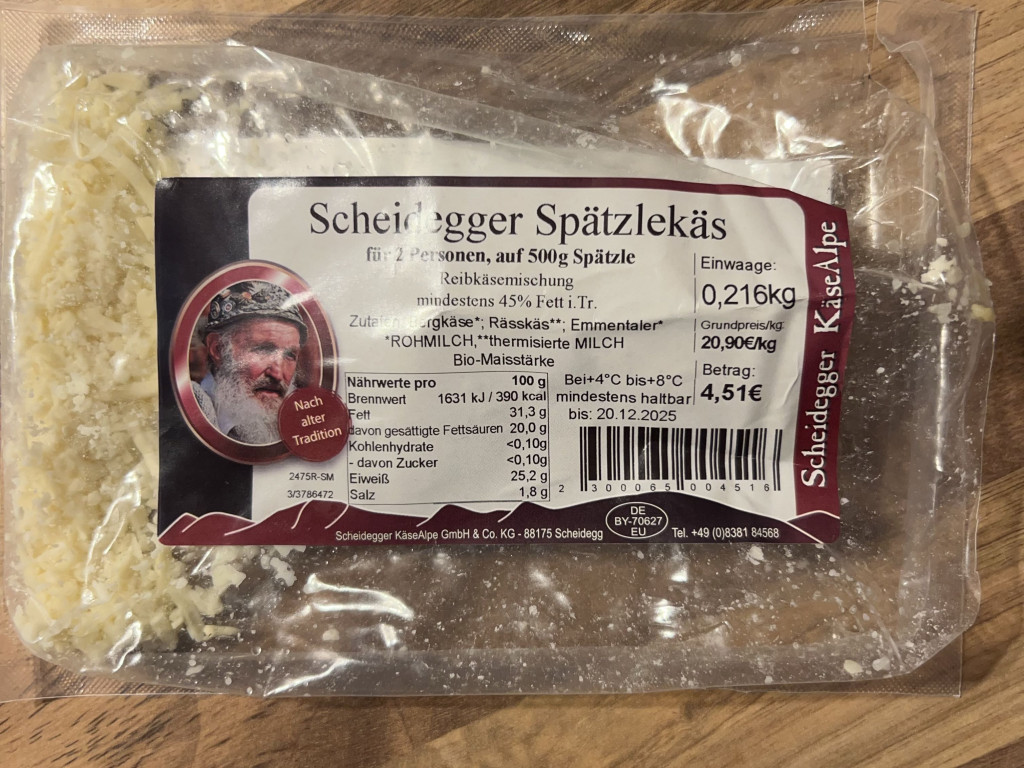 Scheidegger Spätzlekäs
für 2 Personen, auf 500g Spätzle
Reibkäsemischung
mindestens 45% Fett i.Tr.
Zutaten: Bergkäse*; Rässkäs**; Emmentaler*
*ROHMILCH,**thermisierte MILCH
Bio-Maisstärke
Nährwerte pro 100 g
Brennwert 1631 kJ / 390 kcal
Fett 31,3 g
davon gesättigte Fettsäuren 20,0 g
Kohlenhydrate <0,10g
- davon Zucker <0,10g
Eiweiß 25,2 g
Salz 1,8 g
Bei+4°C bis+8°C
mindestens haltbar
bis: 20.12.2025
Einwaage:
0,216kg
Grundpreis/kg:
20,90€/kg
Betrag:
4,51€
2 300065 004516
Nach
alter
Tradition
2475R-SM
3/3786472
Scheidegger KäseAlpe GmbH & Co. KG - 88175 Scheidegg
DE
BY-70627
EU
Tel. +49 (0)8381 84568
Scheidegger KäseAlpe